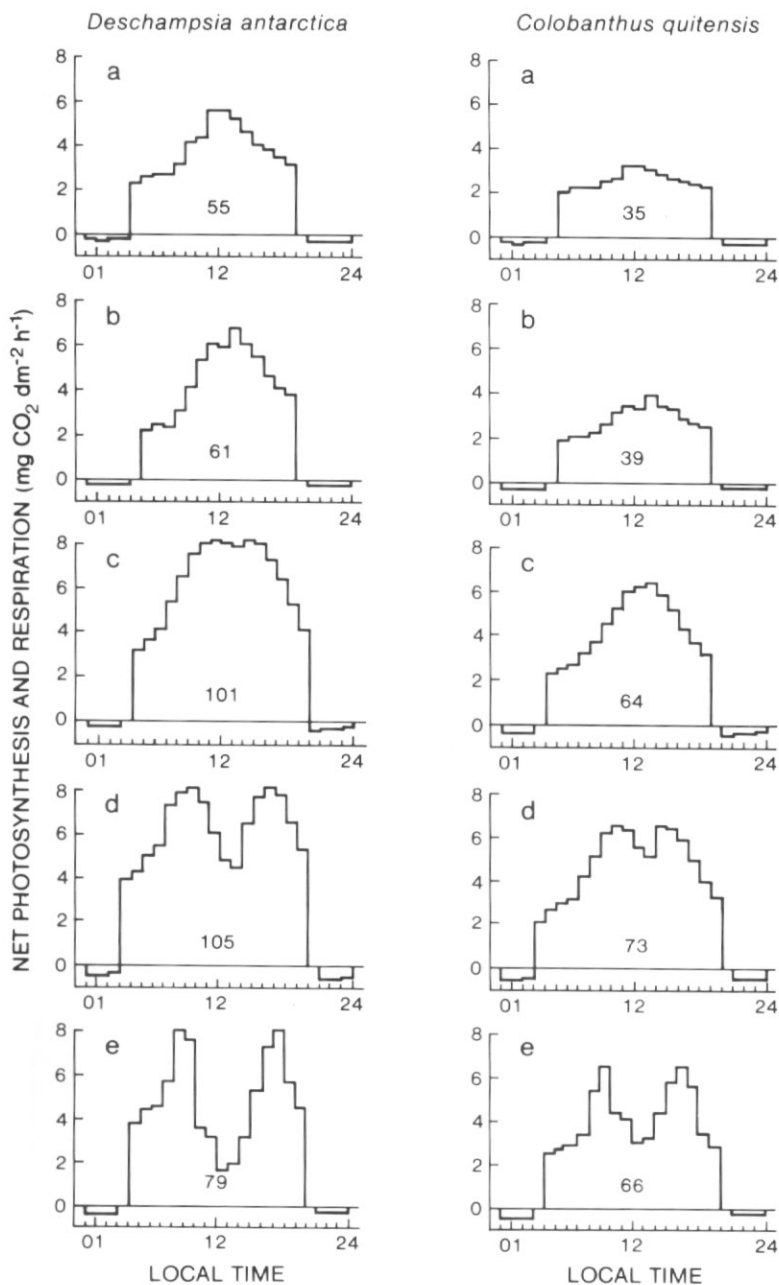 Deschampsia antarctica
Colobanthus quitensis
NET PHOTOSYNTHESIS AND RESPIRATION (mg CO₂ dm⁻² h⁻¹)
a
8
6
4
2
0
55
01 12 24
a
8
6
4
2
0
35
01 12 24
b
8
6
4
2
0
61
01 12 24
b
8
6
4
2
0
39
01 12 24
c
8
6
4
2
0
101
01 12 24
c
8
6
4
2
0
64
01 12 24
d
8
6
4
2
0
105
01 12 24
d
8
6
4
2
0
73
01 12 24
e
8
6
4
2
0
79
01 12 24
LOCAL TIME
e
8
6
4
2
0
66
01 12 24
LOCAL TIME